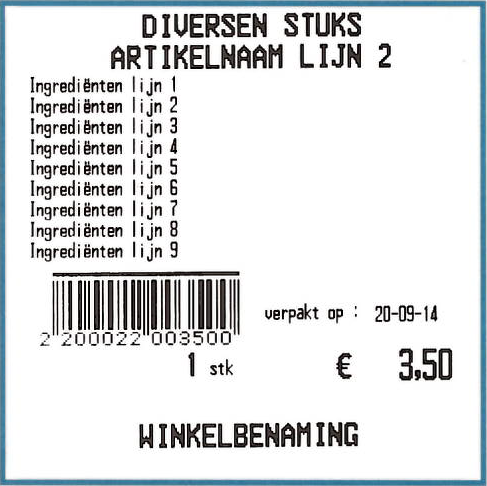 DIVERSEN STUKS
ARTIKELNAAM LIJN 2
Ingrediënten lijn 1
Ingrediënten lijn 2
Ingrediënten lijn 3
Ingrediënten lijn 4
Ingrediënten lijn 5
Ingrediënten lijn 6
Ingrediënten lijn 7
Ingrediënten lijn 8
Ingrediënten lijn 9
verpakt op : 20-09-14
2 200022 003500
1 stk € 3,50
WINKELBENAMING